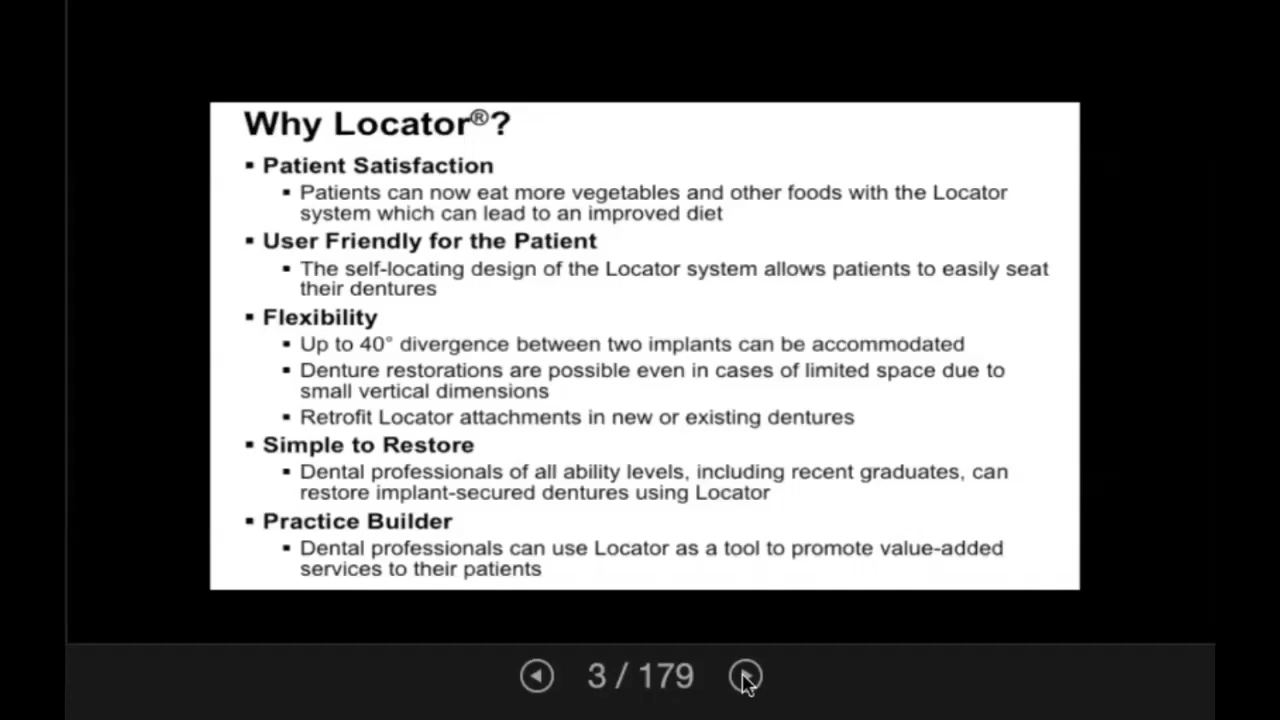 Why Locator®?
▪ Patient Satisfaction
▪ Patients can now eat more vegetables and other foods with the Locator
system which can lead to an improved diet
▪ User Friendly for the Patient
▪ The self-locating design of the Locator system allows patients to easily seat
their dentures
▪ Flexibility
▪ Up to 40° divergence between two implants can be accommodated
▪ Denture restorations are possible even in cases of limited space due to
small vertical dimensions
▪ Retrofit Locator attachments in new or existing dentures
▪ Simple to Restore
▪ Dental professionals of all ability levels, including recent graduates, can
restore implant-secured dentures using Locator
▪ Practice Builder
▪ Dental professionals can use Locator as a tool to promote value-added
services to their patients
3 / 179